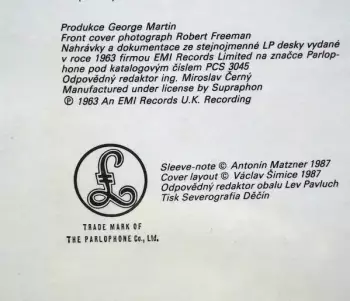 Produkce George Martin
Front cover photograph Robert Freeman
Nahrávky a dokumentace ze stejnojmenné LP desky vydané
v roce 1963 firmou EMI Records Limited na značce Parlop-
hone pod katalogovým číslem PCS 3045
Odpovědný redaktor ing. Miroslav Černý
Manufactured under license by Supraphon
℗ 1963 An EMI Records U.K. Recording
£
TRADE MARK OF
THE PARLOPHONE Co., Ltd.
Sleeve-note © Antonín Matzner 1987
Cover layout © Václav Šimice 1987
Odpovědný redaktor obalu Lev Pavluch
Tisk Severografia Děčín